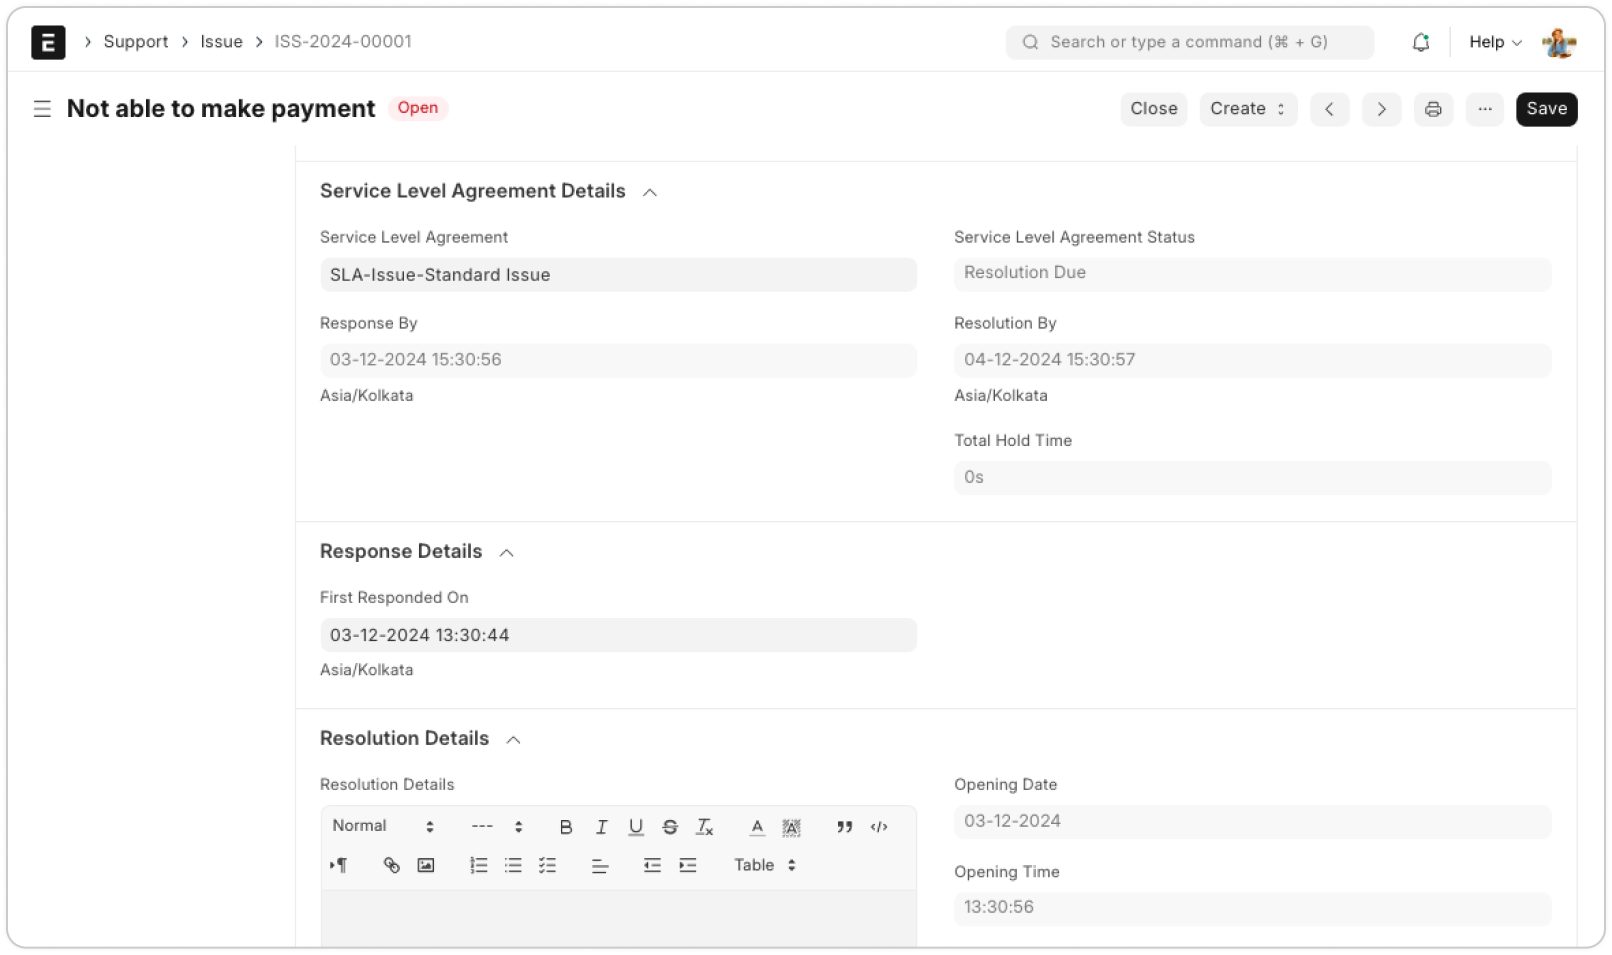 E
Support
Issue
ISS-2024-00001
Search or type a command (⌘ + G)
Help
Not able to make payment
Open
Close
Create
...
Save
Service Level Agreement Details
Service Level Agreement
SLA-Issue-Standard Issue
Service Level Agreement Status
Resolution Due
Response By
03-12-2024 15:30:56
Asia/Kolkata
Resolution By
04-12-2024 15:30:57
Asia/Kolkata
Total Hold Time
0s
Response Details
First Responded On
03-12-2024 13:30:44
Asia/Kolkata
Resolution Details
Resolution Details
Normal --- B I U S Tx A A ” </>
¶ Table
Opening Date
03-12-2024
Opening Time
13:30:56